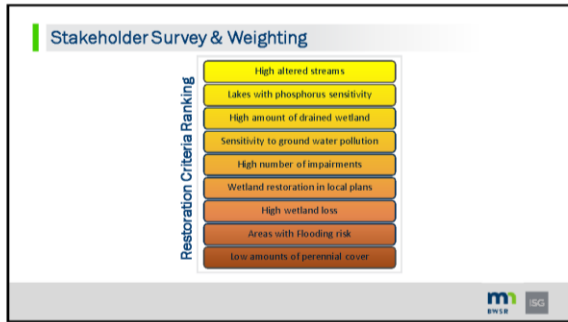 Stakeholder Survey & Weighting
Restoration Criteria Ranking
High altered streams
Lakes with phosphorus sensitivity
High amount of drained wetland
Sensitivity to ground water pollution
High number of impairments
Wetland restoration in local plans
High wetland loss
Areas with Flooding risk
Low amounts of perennial cover
mn
BWSR
ISG